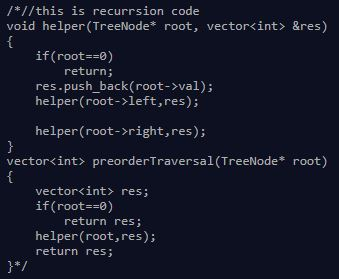 /*//this is recurrsion code
void helper(TreeNode* root, vector<int> &res)
{
    if(root==0)
        return;
    res.push_back(root->val);
    helper(root->left,res);

    helper(root->right,res);
}
vector<int> preorderTraversal(TreeNode* root)
{
    vector<int> res;
    if(root==0)
        return res;
    helper(root,res);
    return res;
}*/